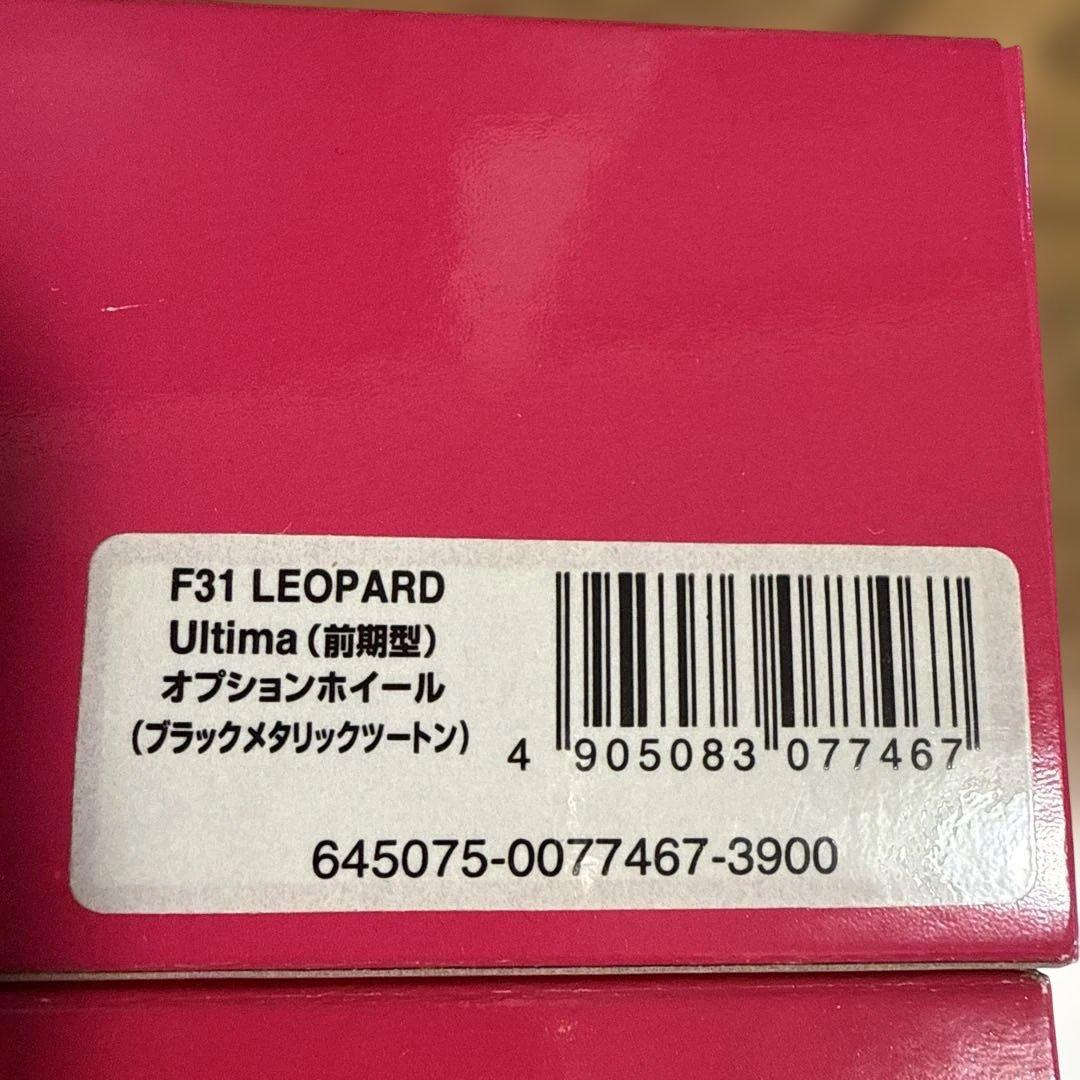 F31 LEOPARD
Ultima（前期型）
オプションホイール
（ブラックメタリックツートン）
4 905083 077467
645075-0077467-3900